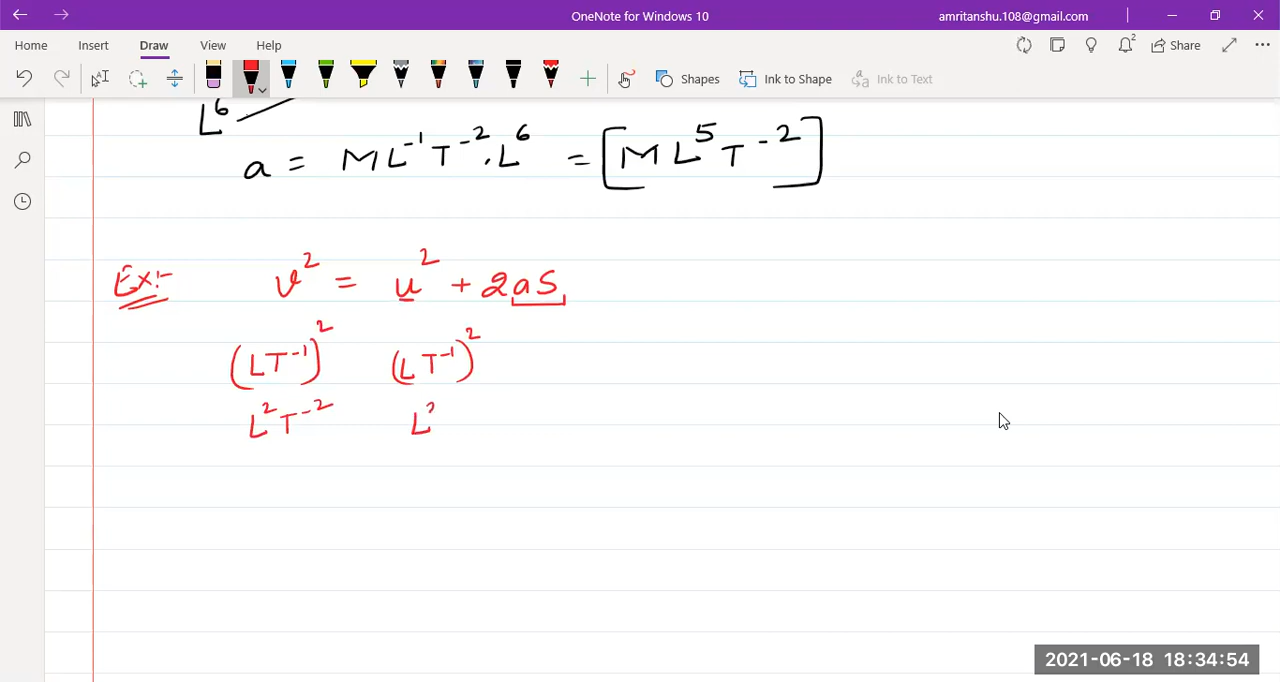 OneNote for Windows 10
amritanshu.108@gmail.com
Home Insert Draw View Help
2
Share
Shapes
Ink to Shape
Ink to Text
L⁶
a = ML⁻¹T⁻².L⁶ = [ML⁵T⁻²]
Ex:- v² = u² + 2aS
(LT⁻¹)² (LT⁻¹)²
L²T⁻² L²
2021-06-18 18:34:54